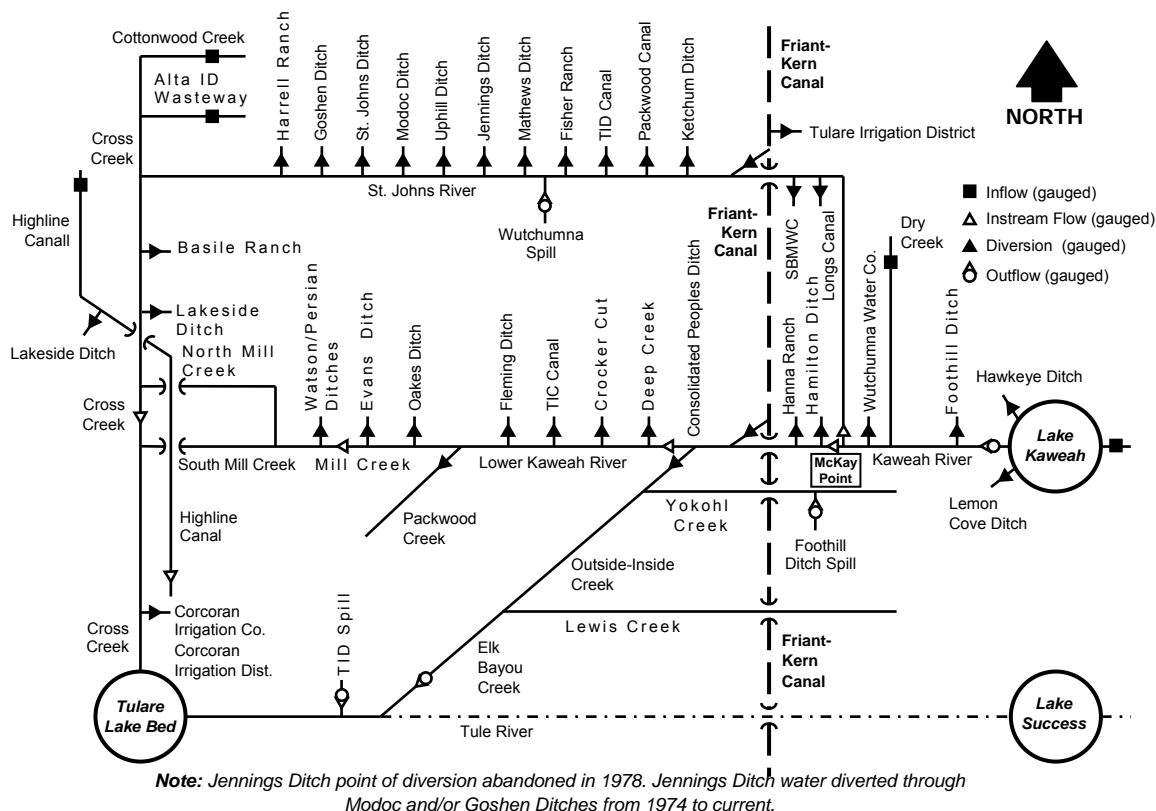 Cottonwood Creek
Alta ID
Wasteway
Cross
Creek
Harrell Ranch
Goshen Ditch
St. Johns Ditch
Modoc Ditch
Uphill Ditch
Jennings Ditch
Mathews Ditch
Fisher Ranch
TID Canal
Packwood Canal
Ketchum Ditch
Friant-
Kern
Canal
Tulare Irrigation District
NORTH
St. Johns River
Wutchumna
Spill
Friant-
Kern
Canal
SBMWC
Longs Canal
Dry
Creek
Inflow (gauged)
Instream Flow (gauged)
Diversion (gauged)
Outflow (gauged)
Highline
Canall
Basile Ranch
Lakeside
Ditch
Lakeside Ditch
North Mill
Creek
Cross
Creek
Watson/Persian
Ditches
Evans Ditch
Oakes Ditch
Fleming Ditch
TIC Canal
Crocker Cut
Deep Creek
Consolidated Peoples Ditch
Hanna Ranch
Hamilton Ditch
Wutchumna Water Co.
Foothill Ditch
Hawkeye Ditch
Lake
Kaweah
South Mill Creek
Mill Creek
Lower Kaweah River
McKay
Point
Kaweah River
Lemon
Cove Ditch
Highline
Canal
Packwood
Creek
Yokohl
Creek
Foothill
Ditch Spill
Outside-Inside
Creek
Lewis Creek
Cross
Creek
Corcoran
Irrigation Co.
Corcoran
Irrigation Dist.
TID Spill
Elk
Bayou
Creek
Friant-
Kern
Canal
Tulare
Lake Bed
Tule River
Lake
Success
Note: Jennings Ditch point of diversion abandoned in 1978. Jennings Ditch water diverted through
Modoc and/or Goshen Ditches from 1974 to current.